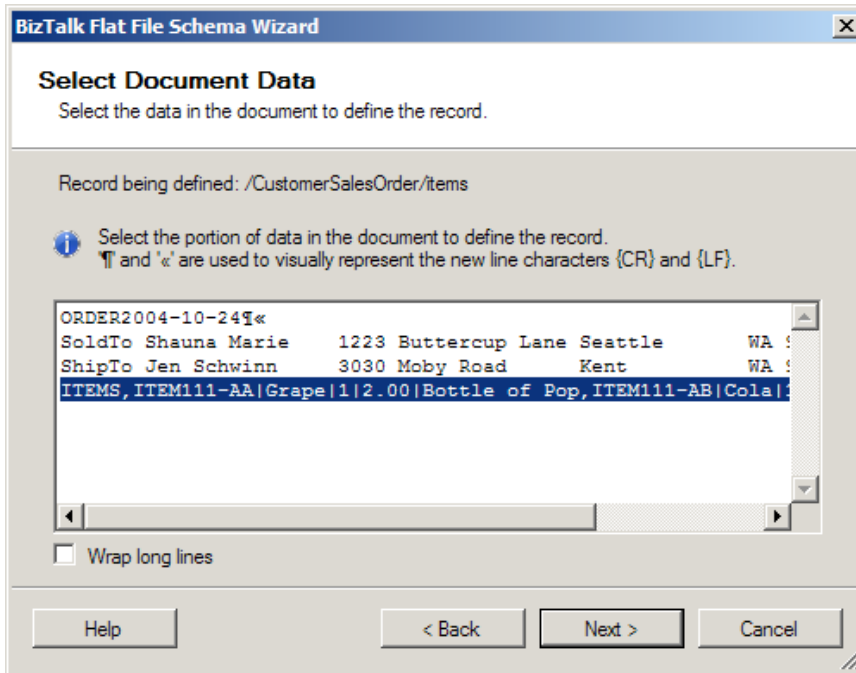 BizTalk Flat File Schema Wizard
Select Document Data
Select the data in the document to define the record.
Record being defined: /CustomerSalesOrder/items
Select the portion of data in the document to define the record.
'¶' and '«' are used to visually represent the new line characters {CR} and {LF}.
ORDER2004-10-24¶«
SoldTo Shauna Marie 1223 Buttercup Lane Seattle WA
ShipTo Jen Schwinn 3030 Moby Road Kent WA
ITEMS,ITEM111-AA|Grape|1|2.00|Bottle of Pop,ITEM111-AB|Cola|
Wrap long lines
Help
< Back
Next >
Cancel